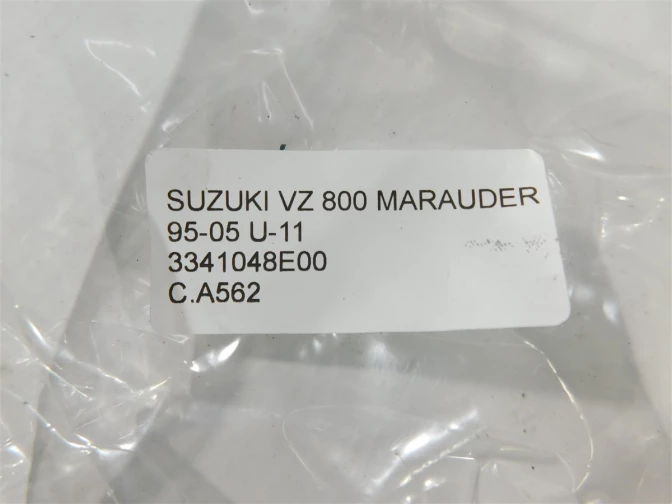 SUZUKI VZ 800 MARAUDER
95-05 U-11
3341048E00
C.A562